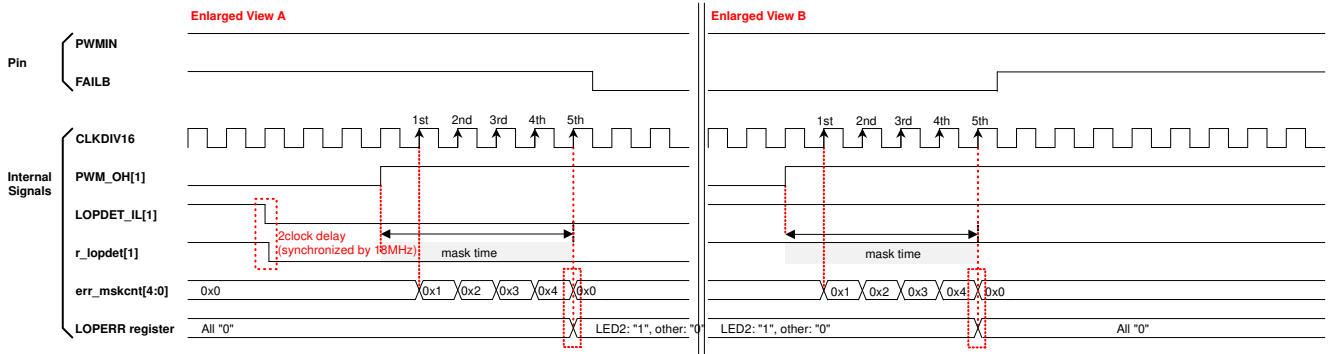 Enlarged View A
Enlarged View B
Pin
PWMIN
FAILB
Internal
Signals
CLKDIV16
1st 2nd 3rd 4th 5th
1st 2nd 3rd 4th 5th
PWM_OH[1]
LOPDET_IL[1]
2clock delay
(synchronized by 18MHz)
r_lopdet[1]
mask time
mask time
err_mskcnt[4:0]
0x0 0x1 0x2 0x3 0x4 0x0
0x1 0x2 0x3 0x4 0x0
LOPERR register
All "0"
LED2: "1", other: "0"
LED2: "1", other: "0"
All "0"